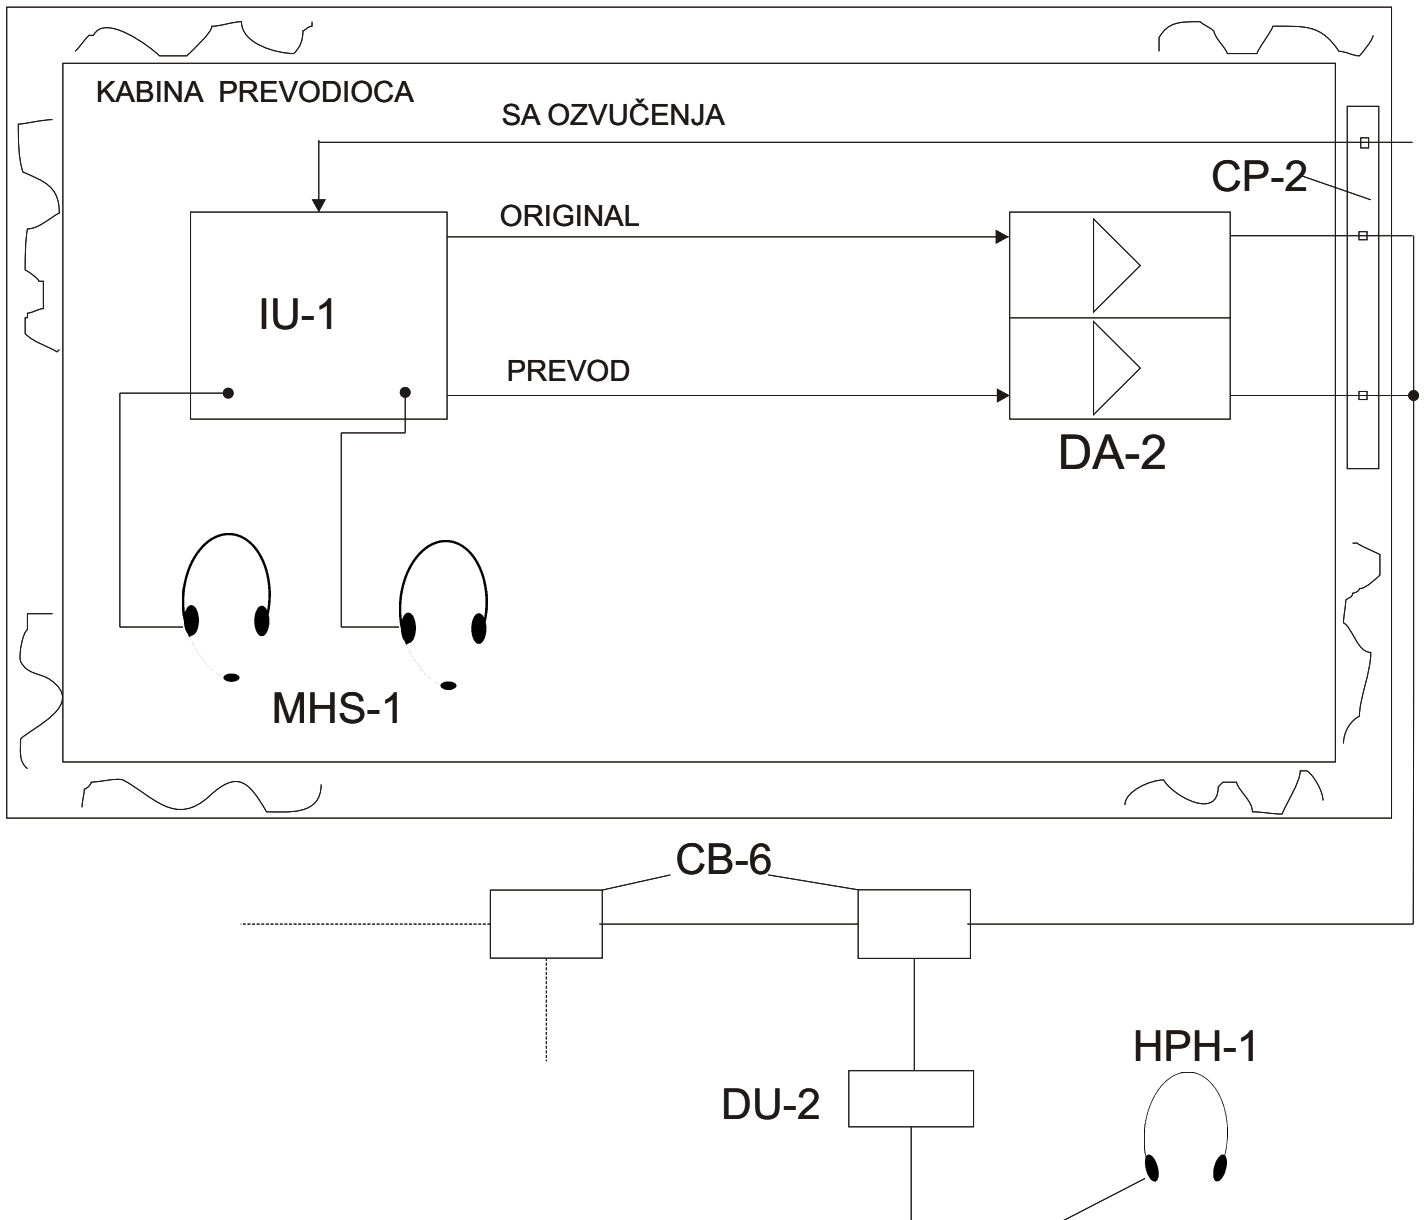 KABINA PREVODIOCA
SA OZVUČENJA
CP-2
ORIGINAL
IU-1
PREVOD
DA-2
MHS-1
CB-6
HPH-1
DU-2